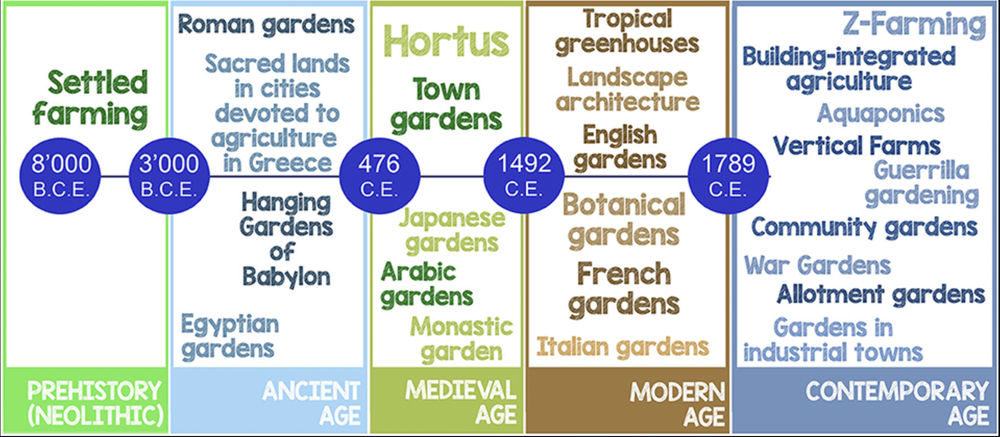 Settled
farming
8'000
B.C.E.
PREHISTORY
(NEOLITHIC)
3'000
B.C.E.
Roman gardens
Sacred lands
in cities
devoted to
agriculture
in Greece
Hanging
Gardens
of
Babylon
Egyptian
gardens
ANCIENT
AGE
476
C.E.
Hortus
Town
gardens
Japanese
gardens
Arabic
gardens
Monastic
garden
MEDIEVAL
AGE
1492
C.E.
Tropical
greenhouses
Landscape
architecture
English
gardens
Botanical
gardens
French
gardens
Italian gardens
MODERN
AGE
1789
C.E.
Z-Farming
Building-integrated
agriculture
Aquaponics
Vertical Farms
Guerrilla
gardening
Community gardens
War Gardens
Allotment gardens
Gardens in
industrial towns
CONTEMPORARY
AGE